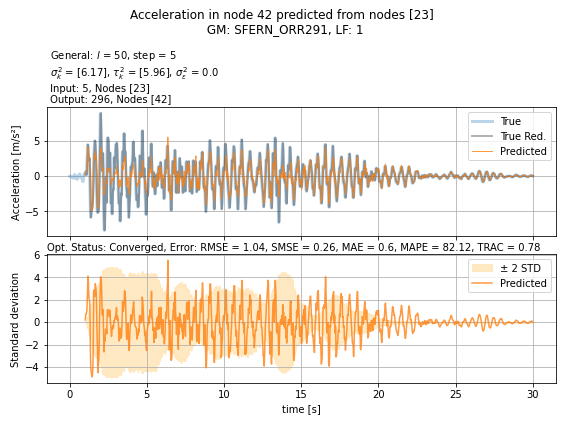 Acceleration in node 42 predicted from nodes [23]
GM: SFERN_ORR291, LF: 1
General: l = 50, step = 5
σ²ₖ = [6.17], τ²ₖ = [5.96], σ²ε = 0.0
Input: 5, Nodes [23]
Output: 296, Nodes [42]
Acceleration [m/s²]
5
0
−5
True
True Red.
Predicted
Opt. Status: Converged, Error: RMSE = 1.04, SMSE = 0.26, MAE = 0.6, MAPE = 82.12, TRAC = 0.78
Standard deviation
6
4
2
0
−2
−4
± 2 STD
Predicted
0 5 10 15 20 25 30
time [s]